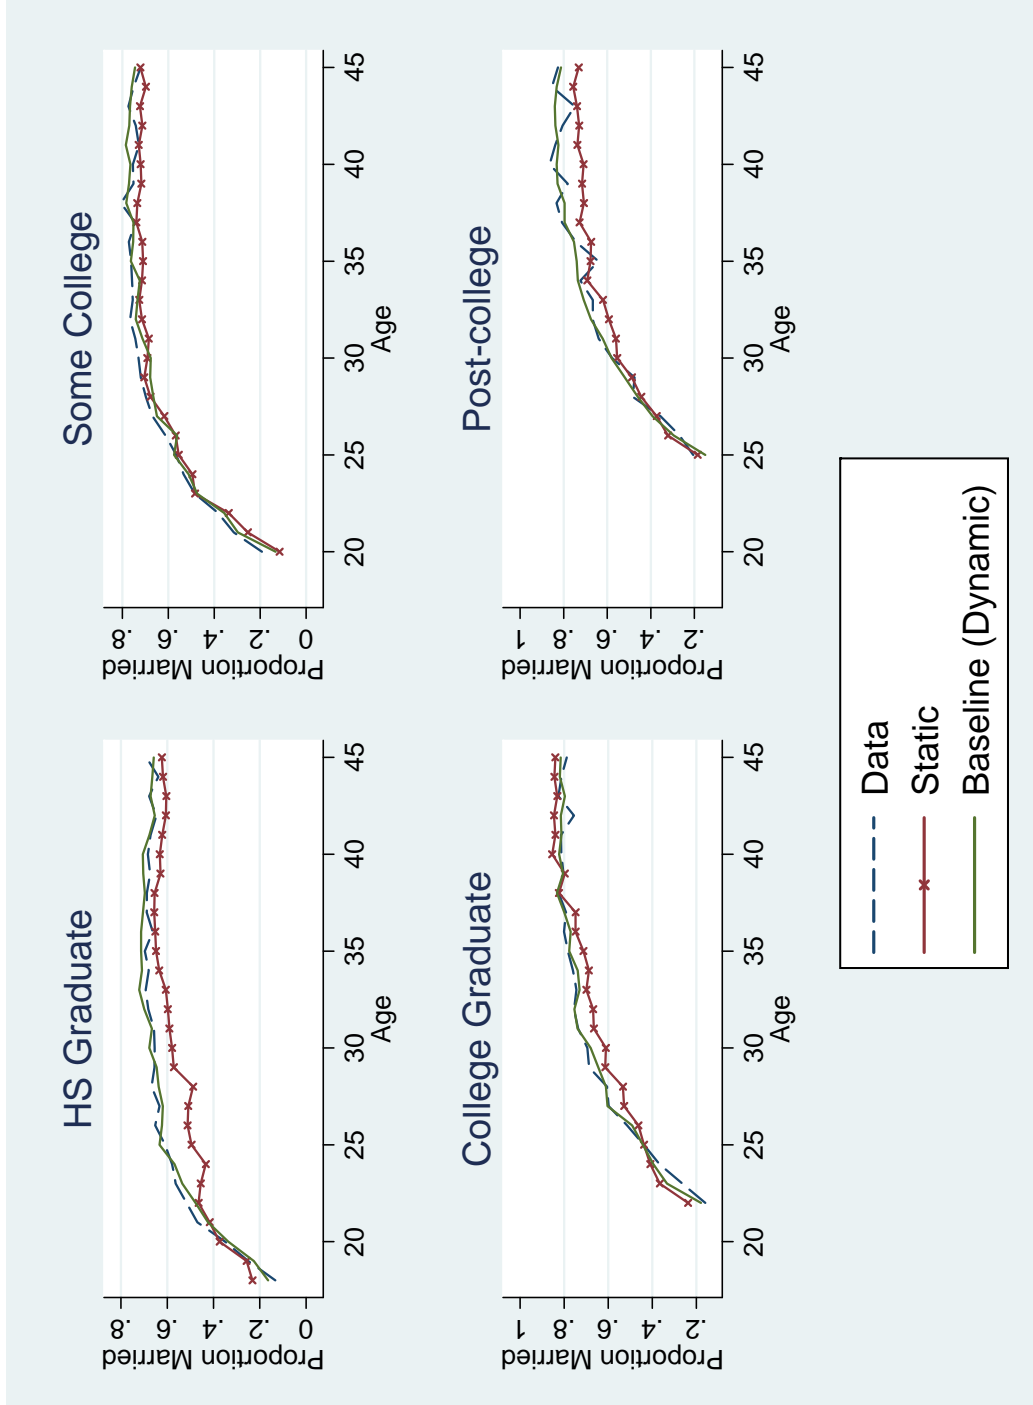 HS Graduate
Proportion Married
.8
.6
.4
.2
0
20
25
30
35
40
45
Age
Some College
Proportion Married
.8
.6
.4
.2
0
20
25
30
35
40
45
Age
College Graduate
Proportion Married
1
.8
.6
.4
.2
20
25
30
35
40
45
Age
Post-college
Proportion Married
1
.8
.6
.4
.2
20
25
30
35
40
45
Age
Data
Static
Baseline (Dynamic)